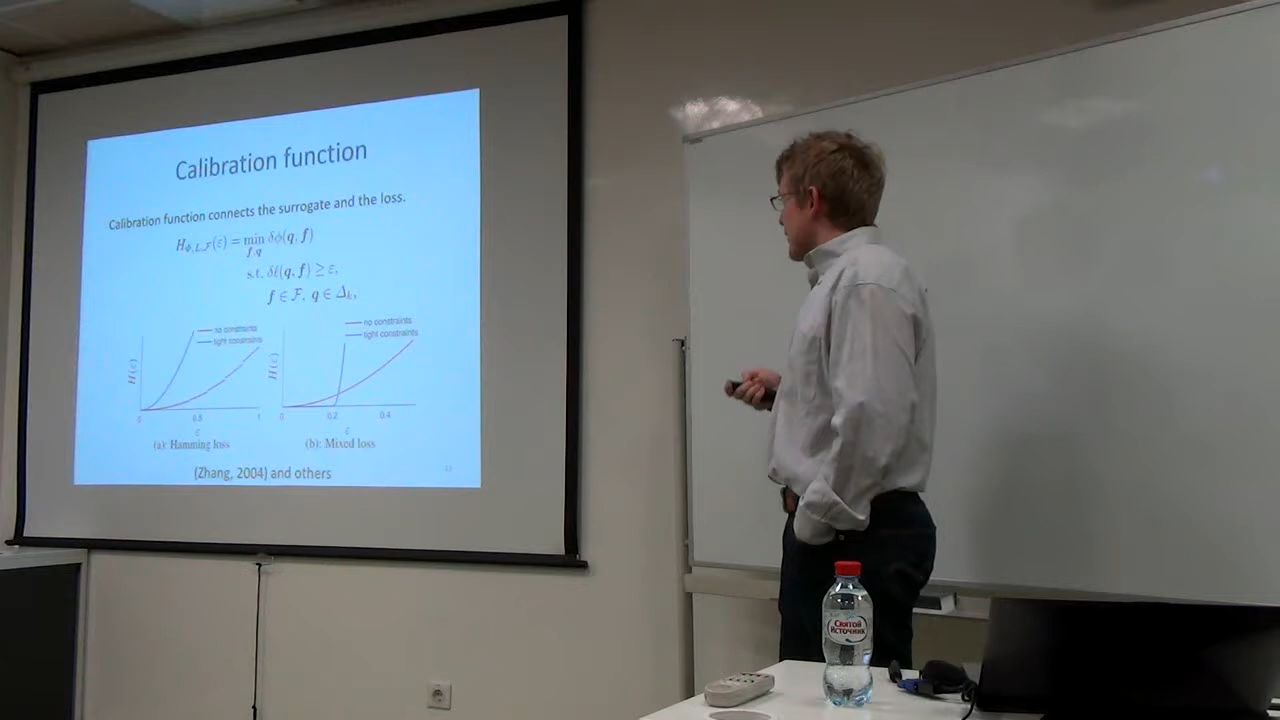 Calibration function
Calibration function connects the surrogate and the loss.
H_{Φ,L,F}(ε) = min_{f,q} δϕ(q, f)
s.t. δℓ(q, f) ≥ ε,
f ∈ F, q ∈ Δ_k,
no constraints
tight constraints
H(ε)
0 0.5 1
ε
(a): Hamming loss
no constraints
tight constraints
H(ε)
0 0.2 0.4
ε
(b): Mixed loss
(Zhang, 2004) and others
СВЯТОЙ
ИСТОЧНИК